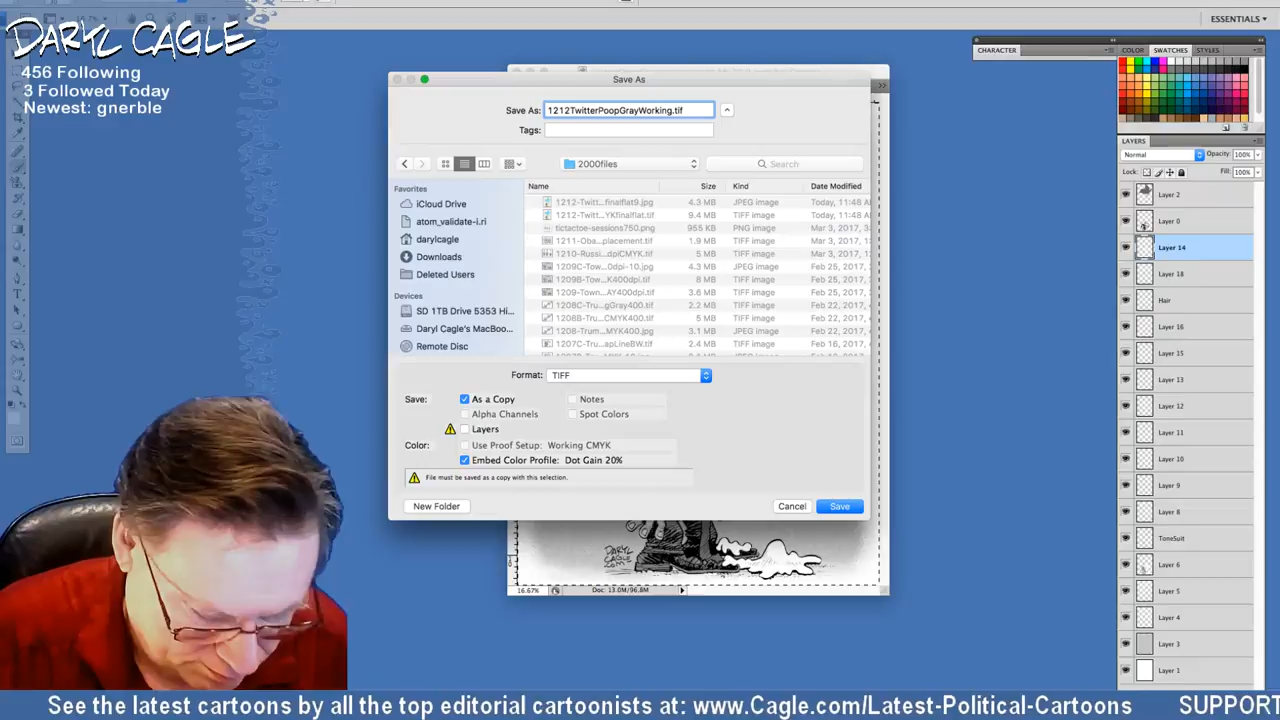 ESSENTIALS
DARYL CAGLE
456 Following
3 Followed Today
Newest: gnerble
CHARACTER
COLOR SWATCHES STYLES
Save As
Save As: 1212TwitterPoopGrayWorking.tif
Tags:
2000files
Search
Favorites
iCloud Drive
atom_validate-i.ri
darylcagle
Downloads
Deleted Users
Devices
SD 1TB Drive 5353 Hi...
Daryl Cagle's MacBoo...
Remote Disc
Name Size Kind Date Modified
1212-Twitt...finalflat9.jpg 4.3 MB JPEG image Today, 11:48 A
1212-Twitt...YKfinalflat.tif 9.4 MB TIFF image Today, 11:48 A
tictactoe-sessions750.png 955 KB PNG image Mar 3, 2017,
1211-Oba...placement.tif 1.9 MB TIFF image Mar 3, 2017,
1210-Russi...dpiCMYK.tif 5 MB TIFF image Mar 3, 2017,
1209C-Tow...0dpi-10.jpg 4.3 MB JPEG image Feb 25, 2017,
1209B-Tow...K400dpi.tif 8 MB TIFF image Feb 25, 2017,
1209-Town...AY400dpi.tif 3.6 MB TIFF image Feb 25, 2017,
1208C-Tru...gGray400.tif 2.2 MB TIFF image Feb 22, 2017,
1208B-Tru...CMYK400.tif 5 MB TIFF image Feb 22, 2017,
1208-Trum...MYK400.jpg 3.1 MB JPEG image Feb 22, 2017,
1207C-Tru...apLineBW.tif 2.4 MB TIFF image Feb 16, 2017,
Format: TIFF
Save: As a Copy Notes
Alpha Channels Spot Colors
Layers
Color: Use Proof Setup: Working CMYK
Embed Color Profile: Dot Gain 20%
File must be saved as a copy with this selection.
New Folder Cancel Save
DARYL
CAGLE
.COM
16.67% Doc: 13.0M/96.8M
LAYERS
Normal Opacity: 100%
Lock: Fill: 100%
Layer 2
Layer 0
Layer 14
Layer 18
Hair
Layer 16
Layer 15
Layer 13
Layer 12
Layer 11
Layer 10
Layer 9
Layer 8
ToneSuit
Layer 6
Layer 5
Layer 4
Layer 3
Layer 1
See the latest cartoons by all the top editorial cartoonists at: www.Cagle.com/Latest-Political-Cartoons SUPPORT